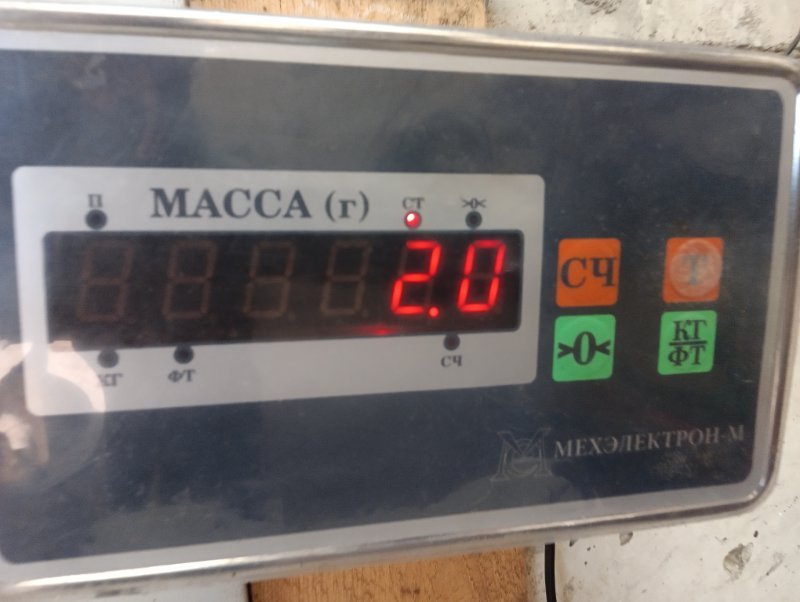 П МАССА (г) СТ >0<
2.0
КГ ФТ СЧ
СЧ Т
>0< КГ
ФТ
МЕХЭЛЕКТРОН-М